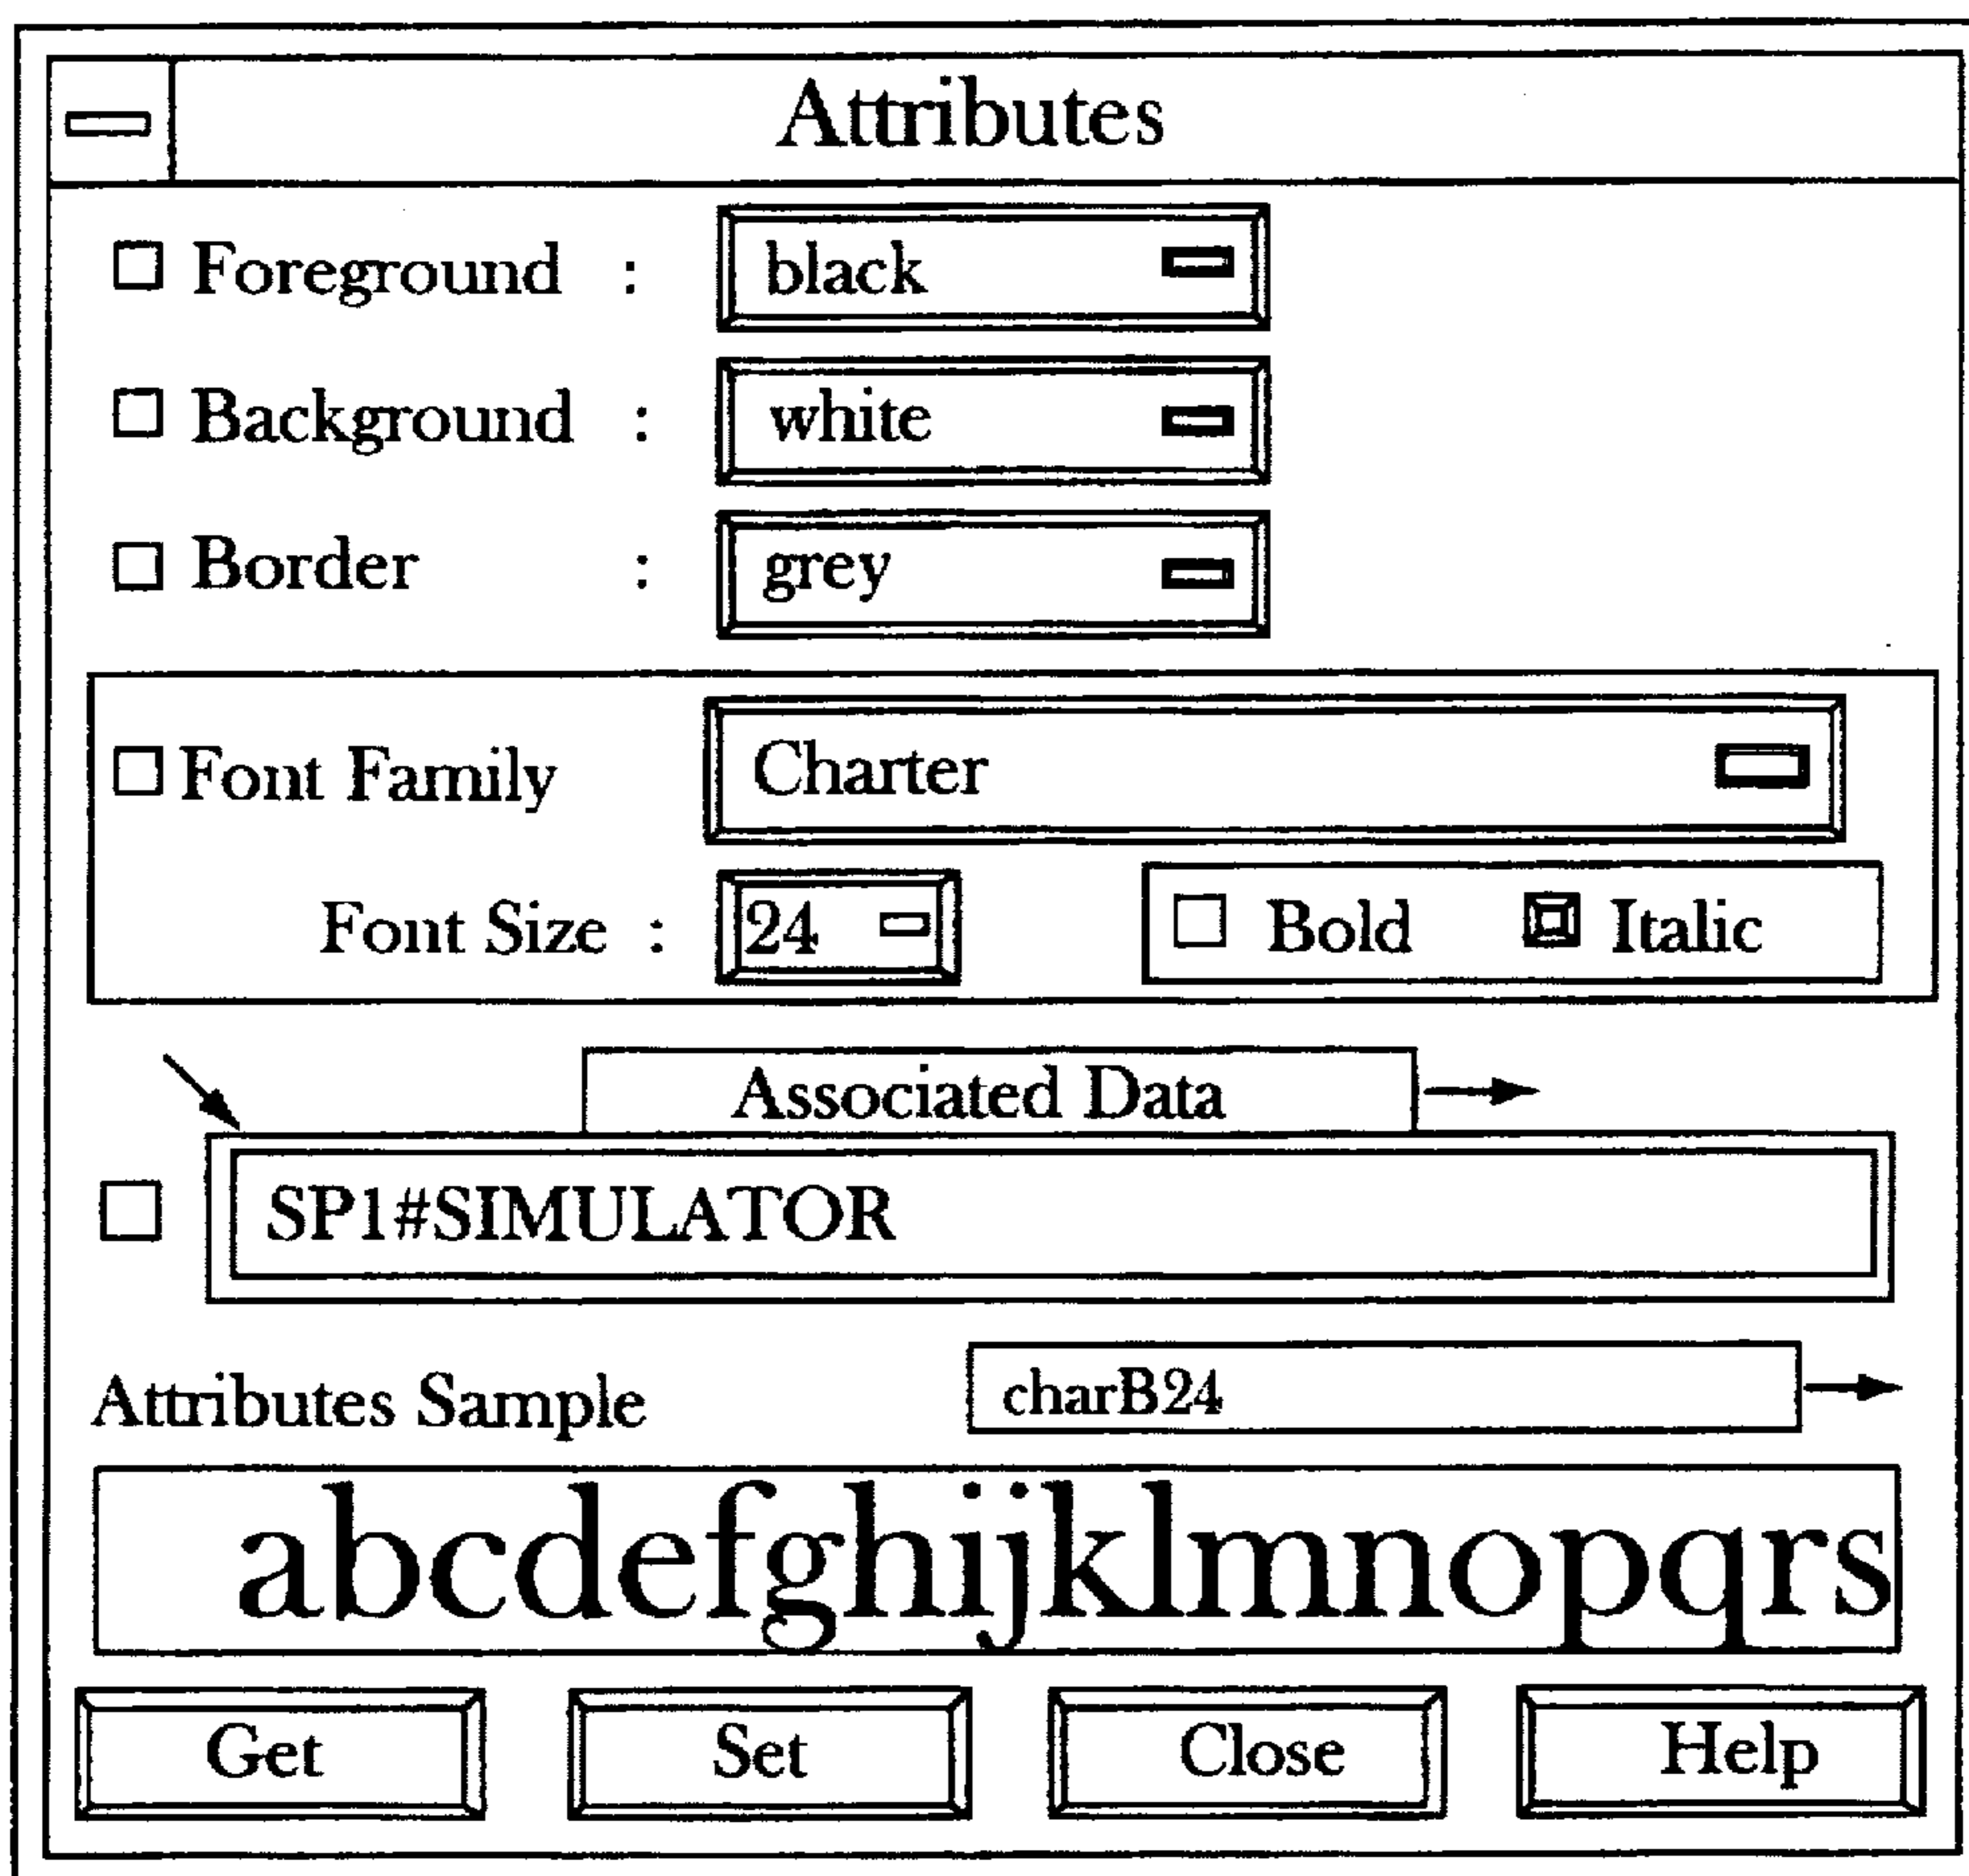 Attributes
Foreground : black
Background : white
Border : grey
Font Family Charter
Font Size : 24 Bold Italic
Associated Data
SP1#SIMULATOR
Attributes Sample charB24
abcdefghijklmnopqrs
Get Set Close Help